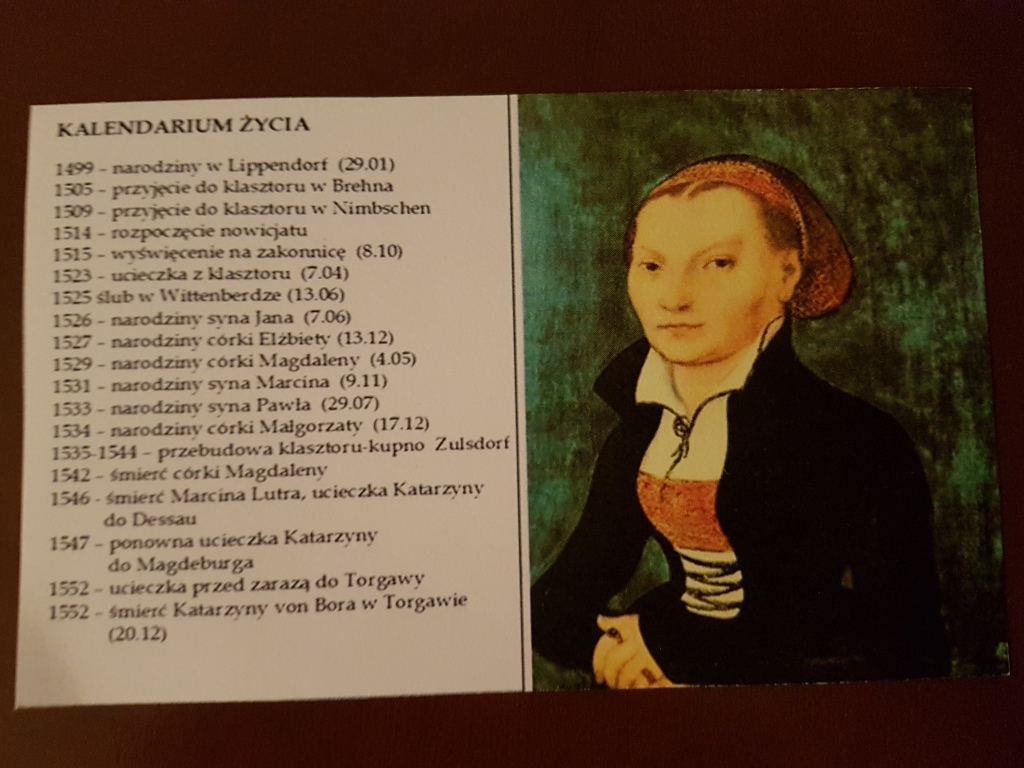 KALENDARIUM ŻYCIA
1499 - narodziny w Lippendorf (29.01)
1505 - przyjęcie do klasztoru w Brehna
1509 - przyjęcie do klasztoru w Nimbschen
1514 - rozpoczęcie nowicjatu
1515 - wyświęcenie na zakonnicę (8.10)
1523 - ucieczka z klasztoru (7.04)
1525 ślub w Wittenberdze (13.06)
1526 - narodziny syna Jana (7.06)
1527 - narodziny córki Elżbiety (13.12)
1529 - narodziny córki Magdaleny (4.05)
1531 - narodziny syna Marcina (9.11)
1533 - narodziny syna Pawła (29.07)
1534 - narodziny córki Małgorzaty (17.12)
1535-1544 - przebudowa klasztoru-kupno Zulsdorf
1542 - śmierć córki Magdaleny
1546 - śmierć Marcina Lutra, ucieczka Katarzyny
do Dessau
1547 - ponowna ucieczka Katarzyny
do Magdeburga
1552 - ucieczka przed zarazą do Torgawy
1552 - śmierć Katarzyny von Bora w Torgawie
(20.12)